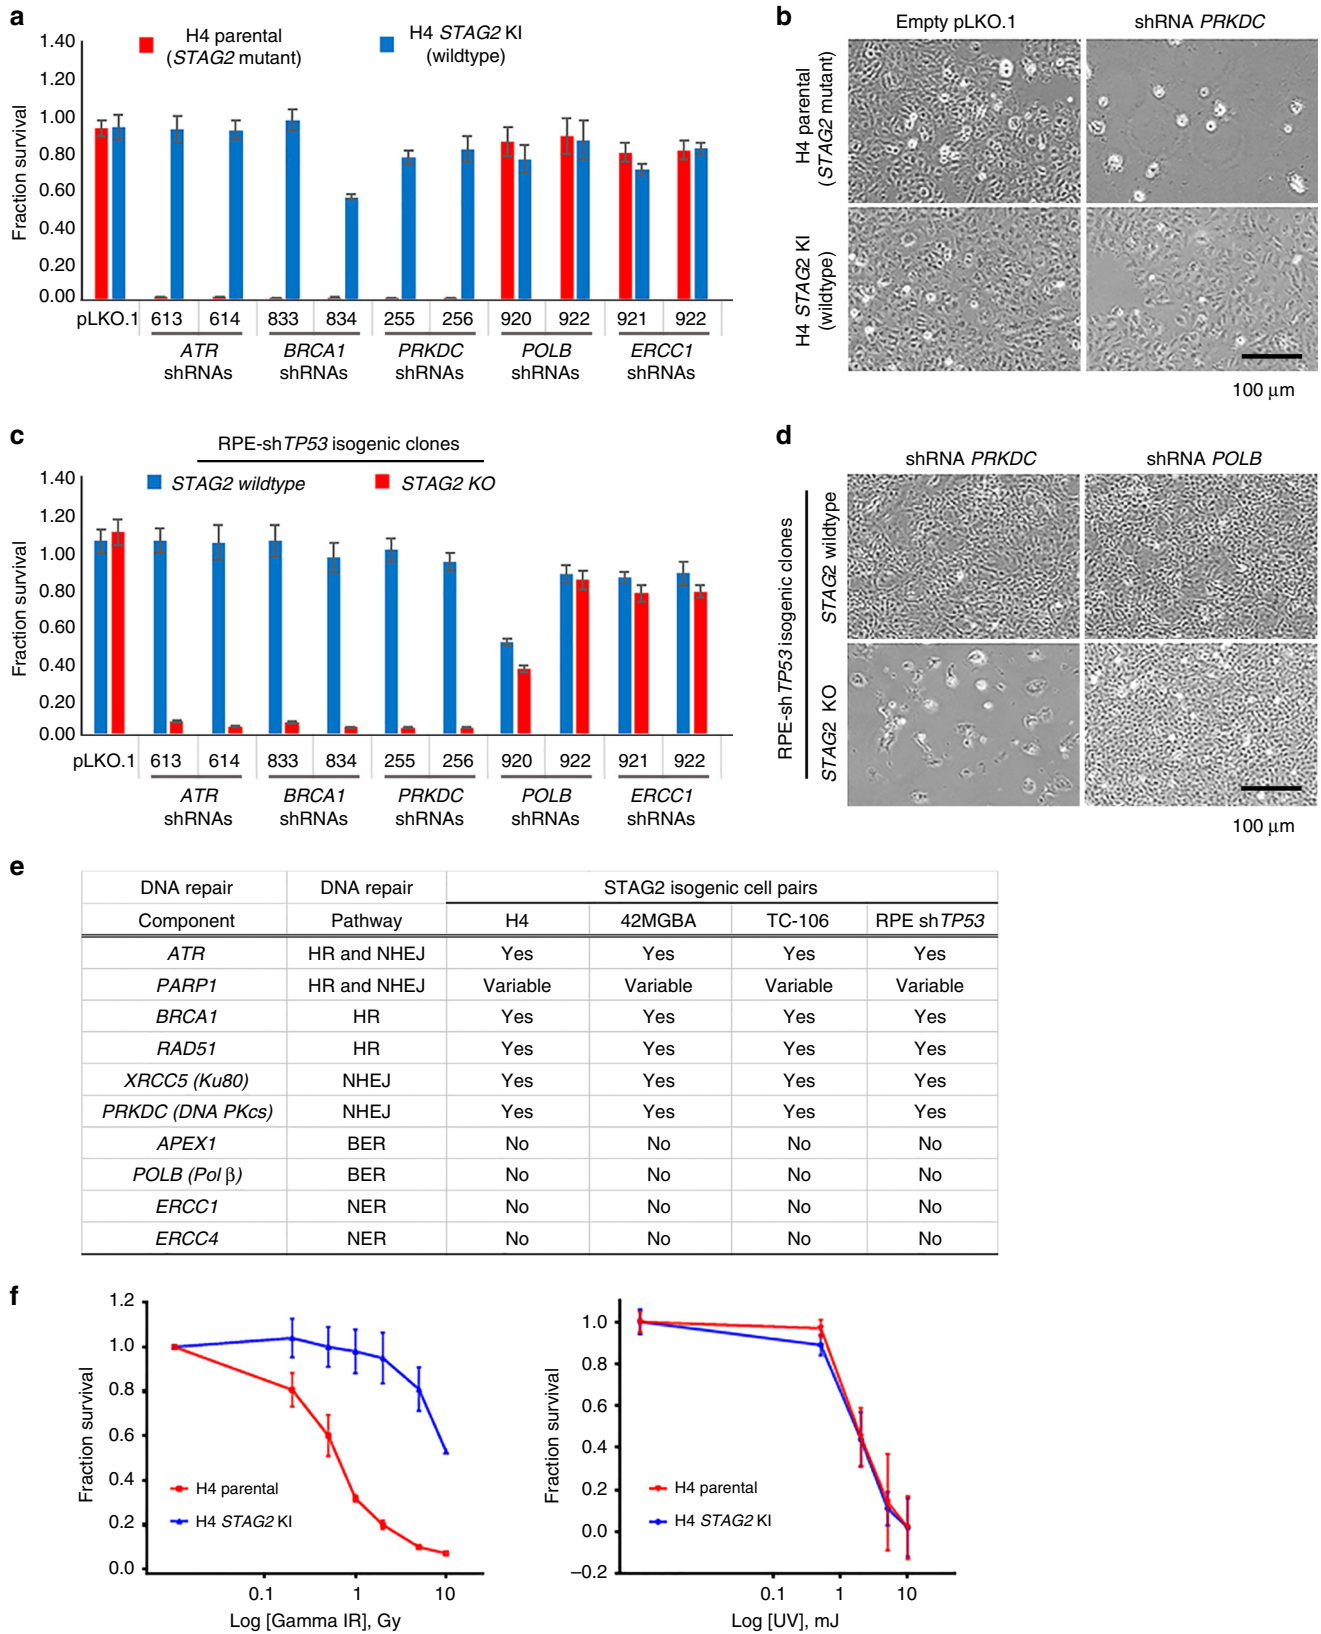 a
H4 parental
(STAG2 mutant)
H4 STAG2 KI
(wildtype)
Fraction survival
1.40
1.20
1.00
0.80
0.60
0.40
0.20
0.00
pLKO.1 613 614 833 834 255 256 920 922 921 922
ATR shRNAs
BRCA1 shRNAs
PRKDC shRNAs
POLB shRNAs
ERCC1 shRNAs
b
Empty pLKO.1 shRNA PRKDC
H4 parental
(STAG2 mutant)
H4 STAG2 KI
(wildtype)
100 μm
c
RPE-shTP53 isogenic clones
STAG2 wildtype STAG2 KO
Fraction survival
1.40
1.20
1.00
0.80
0.60
0.40
0.20
0.00
pLKO.1 613 614 833 834 255 256 920 922 921 922
ATR shRNAs
BRCA1 shRNAs
PRKDC shRNAs
POLB shRNAs
ERCC1 shRNAs
d
shRNA PRKDC shRNA POLB
RPE-shTP53 isogenic clones
STAG2 wildtype
STAG2 KO
100 μm
e
DNA repair DNA repair STAG2 isogenic cell pairs
Component Pathway H4 42MGBA TC-106 RPE shTP53
ATR HR and NHEJ Yes Yes Yes Yes
PARP1 HR and NHEJ Variable Variable Variable Variable
BRCA1 HR Yes Yes Yes Yes
RAD51 HR Yes Yes Yes Yes
XRCC5 (Ku80) NHEJ Yes Yes Yes Yes
PRKDC (DNA PKcs) NHEJ Yes Yes Yes Yes
APEX1 BER No No No No
POLB (Pol β) BER No No No No
ERCC1 NER No No No No
ERCC4 NER No No No No
f
Fraction survival
1.2
1.0
0.8
0.6
0.4
0.2
0.0
H4 parental
H4 STAG2 KI
0.1 1 10
Log [Gamma IR], Gy
Fraction survival
1.0
0.8
0.6
0.4
0.2
0.0
−0.2
H4 parental
H4 STAG2 KI
0.1 1 10
Log [UV], mJ